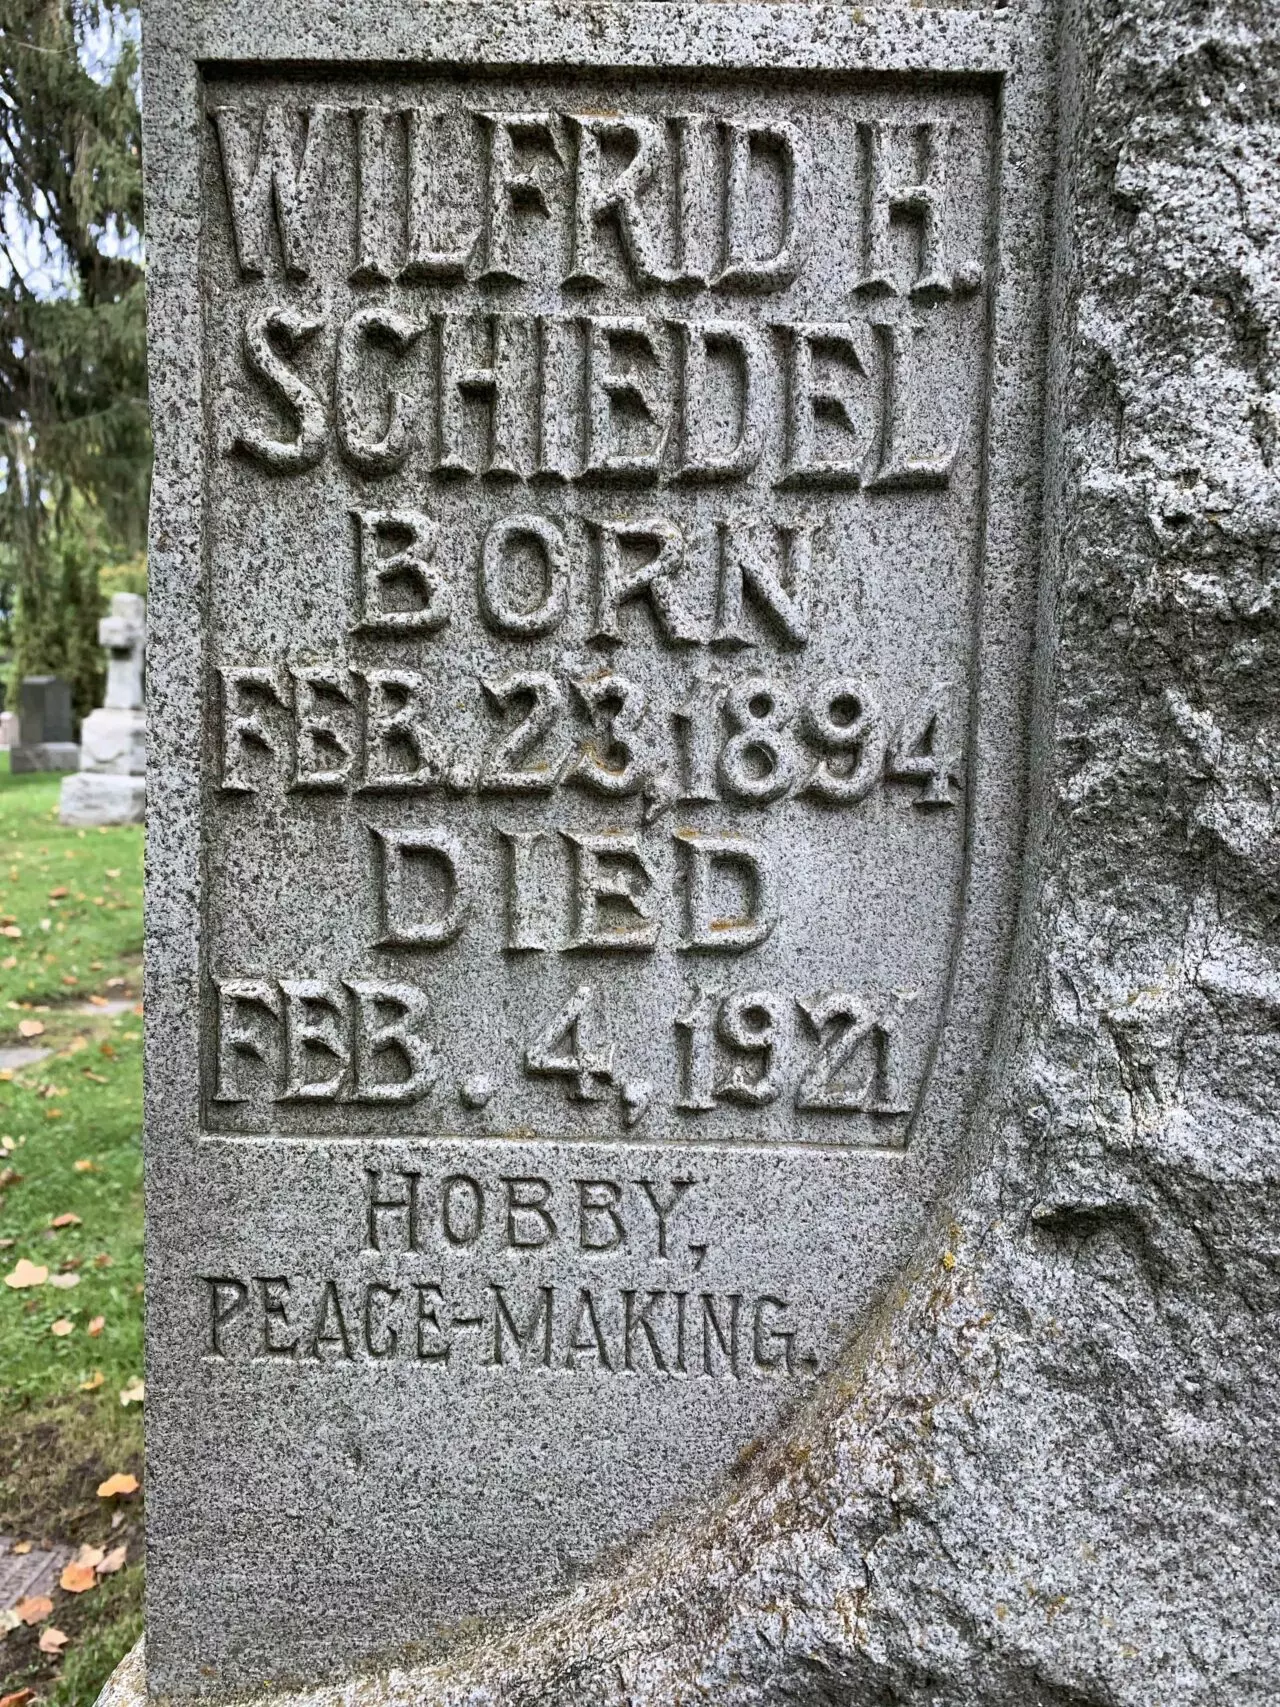 WILFRID H.
SCHIEDEL
BORN
FEB. 23, 1894
DIED
FEB. 4, 1921
HOBBY,
PEACE-MAKING.